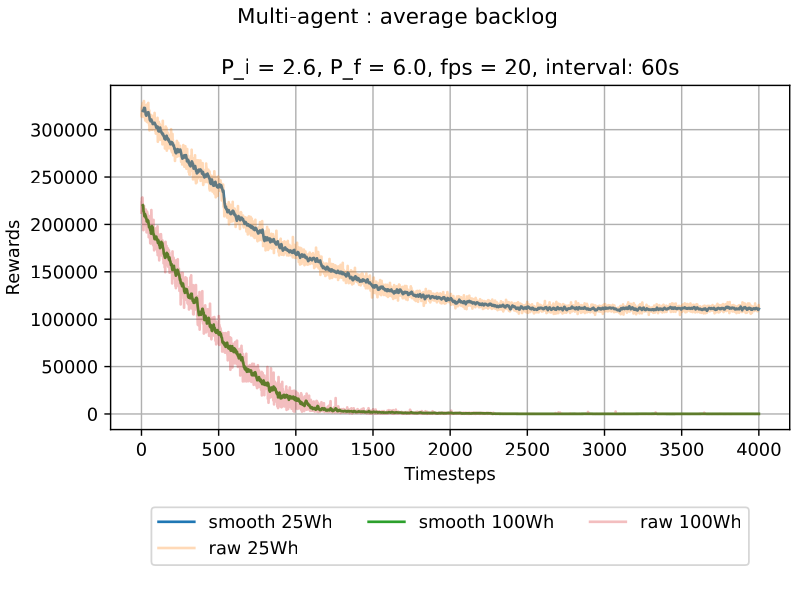 Multi-agent : average backlog
P_i = 2.6, P_f = 6.0, fps = 20, interval: 60s
300000
250000
200000
150000
100000
50000
0
Rewards
0 500 1000 1500 2000 2500 3000 3500 4000
Timesteps
smooth 25Wh smooth 100Wh raw 100Wh
raw 25Wh